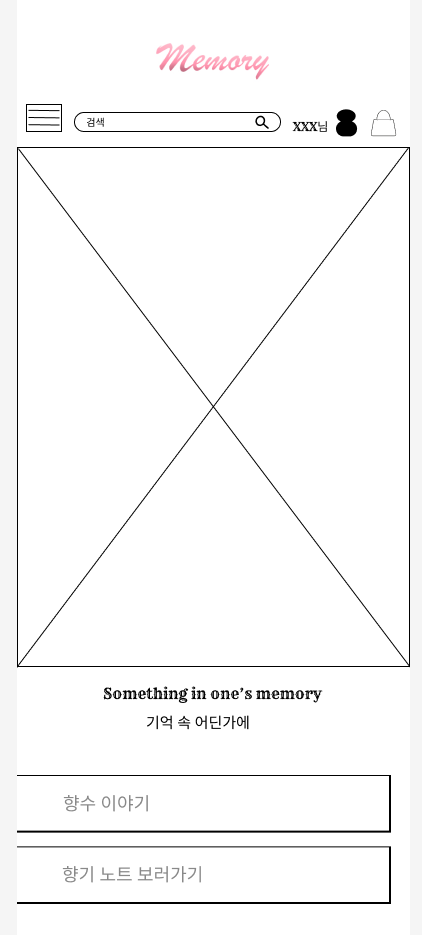 Memory
검색
XXX님
Something in one's memory
기억 속 어딘가에
향수 이야기
향기 노트 보러가기